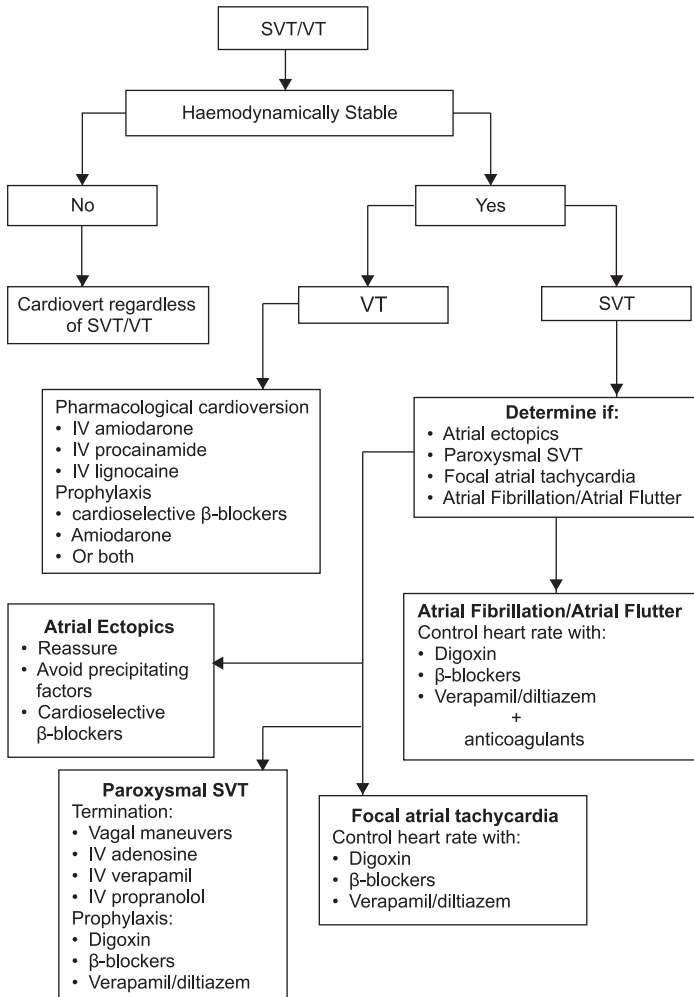 SVT/VT
Haemodynamically Stable
No
Yes
Cardiovert regardless
of SVT/VT
VT
SVT
Pharmacological cardioversion
• IV amiodarone
• IV procainamide
• IV lignocaine
Prophylaxis
• cardioselective β-blockers
• Amiodarone
• Or both
Determine if:
• Atrial ectopics
• Paroxysmal SVT
• Focal atrial tachycardia
• Atrial Fibrillation/Atrial Flutter
Atrial Ectopics
• Reassure
• Avoid precipitating
factors
• Cardioselective
β-blockers
Atrial Fibrillation/Atrial Flutter
Control heart rate with:
• Digoxin
• β-blockers
• Verapamil/diltiazem
+
anticoagulants
Paroxysmal SVT
Termination:
• Vagal maneuvers
• IV adenosine
• IV verapamil
• IV propranolol
Prophylaxis:
• Digoxin
• β-blockers
• Verapamil/diltiazem
Focal atrial tachycardia
Control heart rate with:
• Digoxin
• β-blockers
• Verapamil/diltiazem